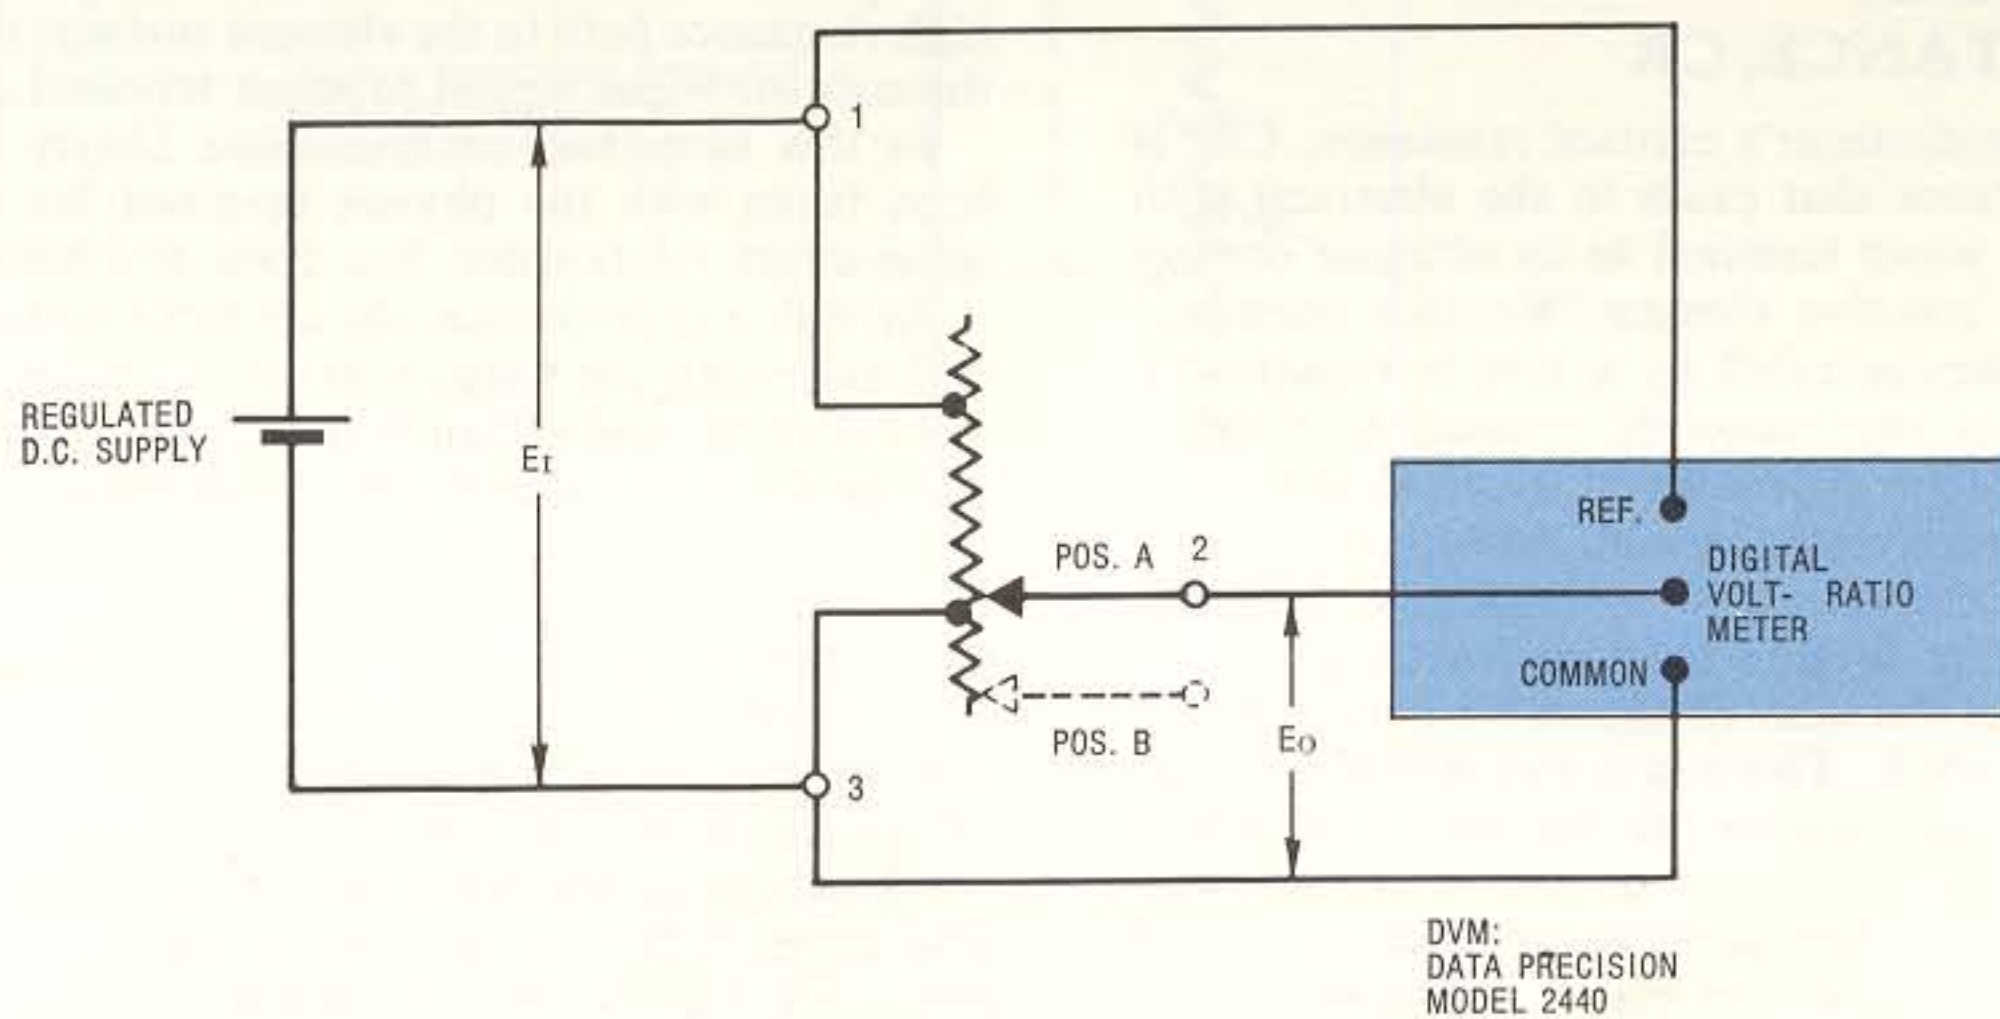 1
REGULATED
D.C. SUPPLY
EI
POS. A
2
REF.
DIGITAL
VOLT- RATIO
METER
COMMON
POS. B
EO
3
DVM:
DATA PRECISION
MODEL 2440